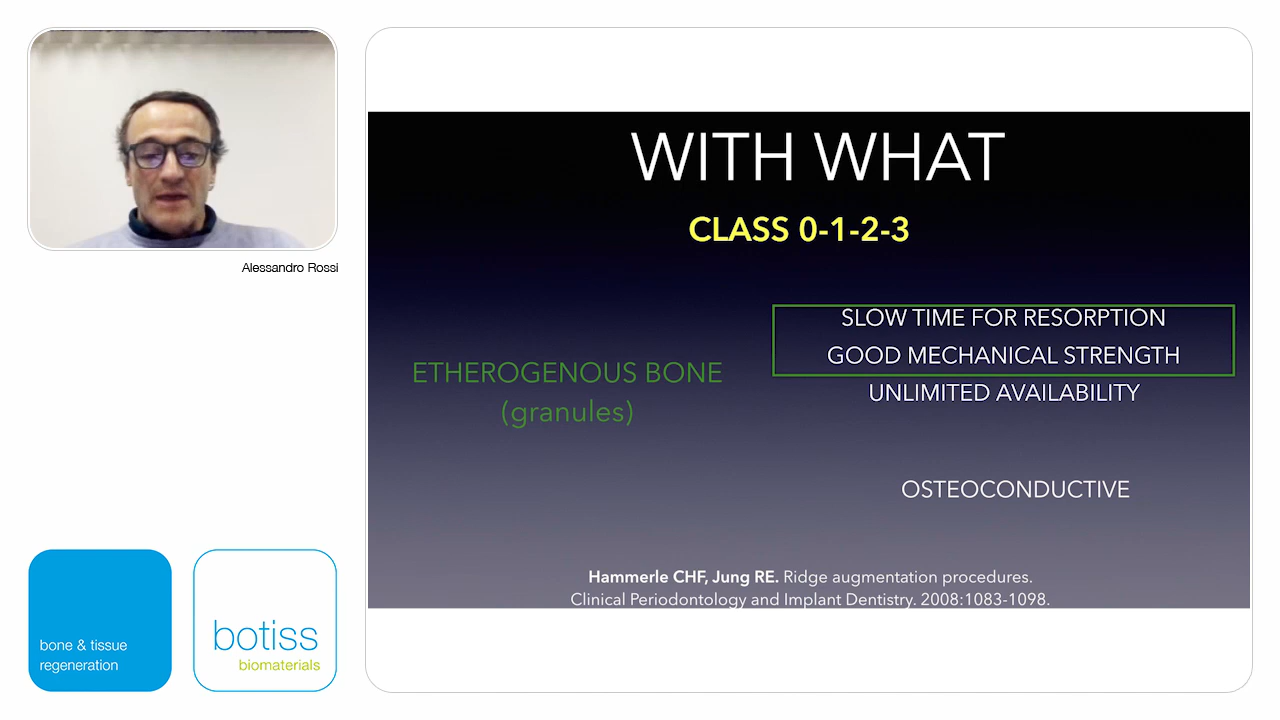 Alessandro Rossi
bone & tissue
regeneration
botiss
biomaterials
WITH WHAT
CLASS 0-1-2-3
ETHEROGENOUS BONE
(granules)
SLOW TIME FOR RESORPTION
GOOD MECHANICAL STRENGTH
UNLIMITED AVAILABILITY
OSTEOCONDUCTIVE
Hammerle CHF, Jung RE. Ridge augmentation procedures.
Clinical Periodontology and Implant Dentistry. 2008:1083-1098.